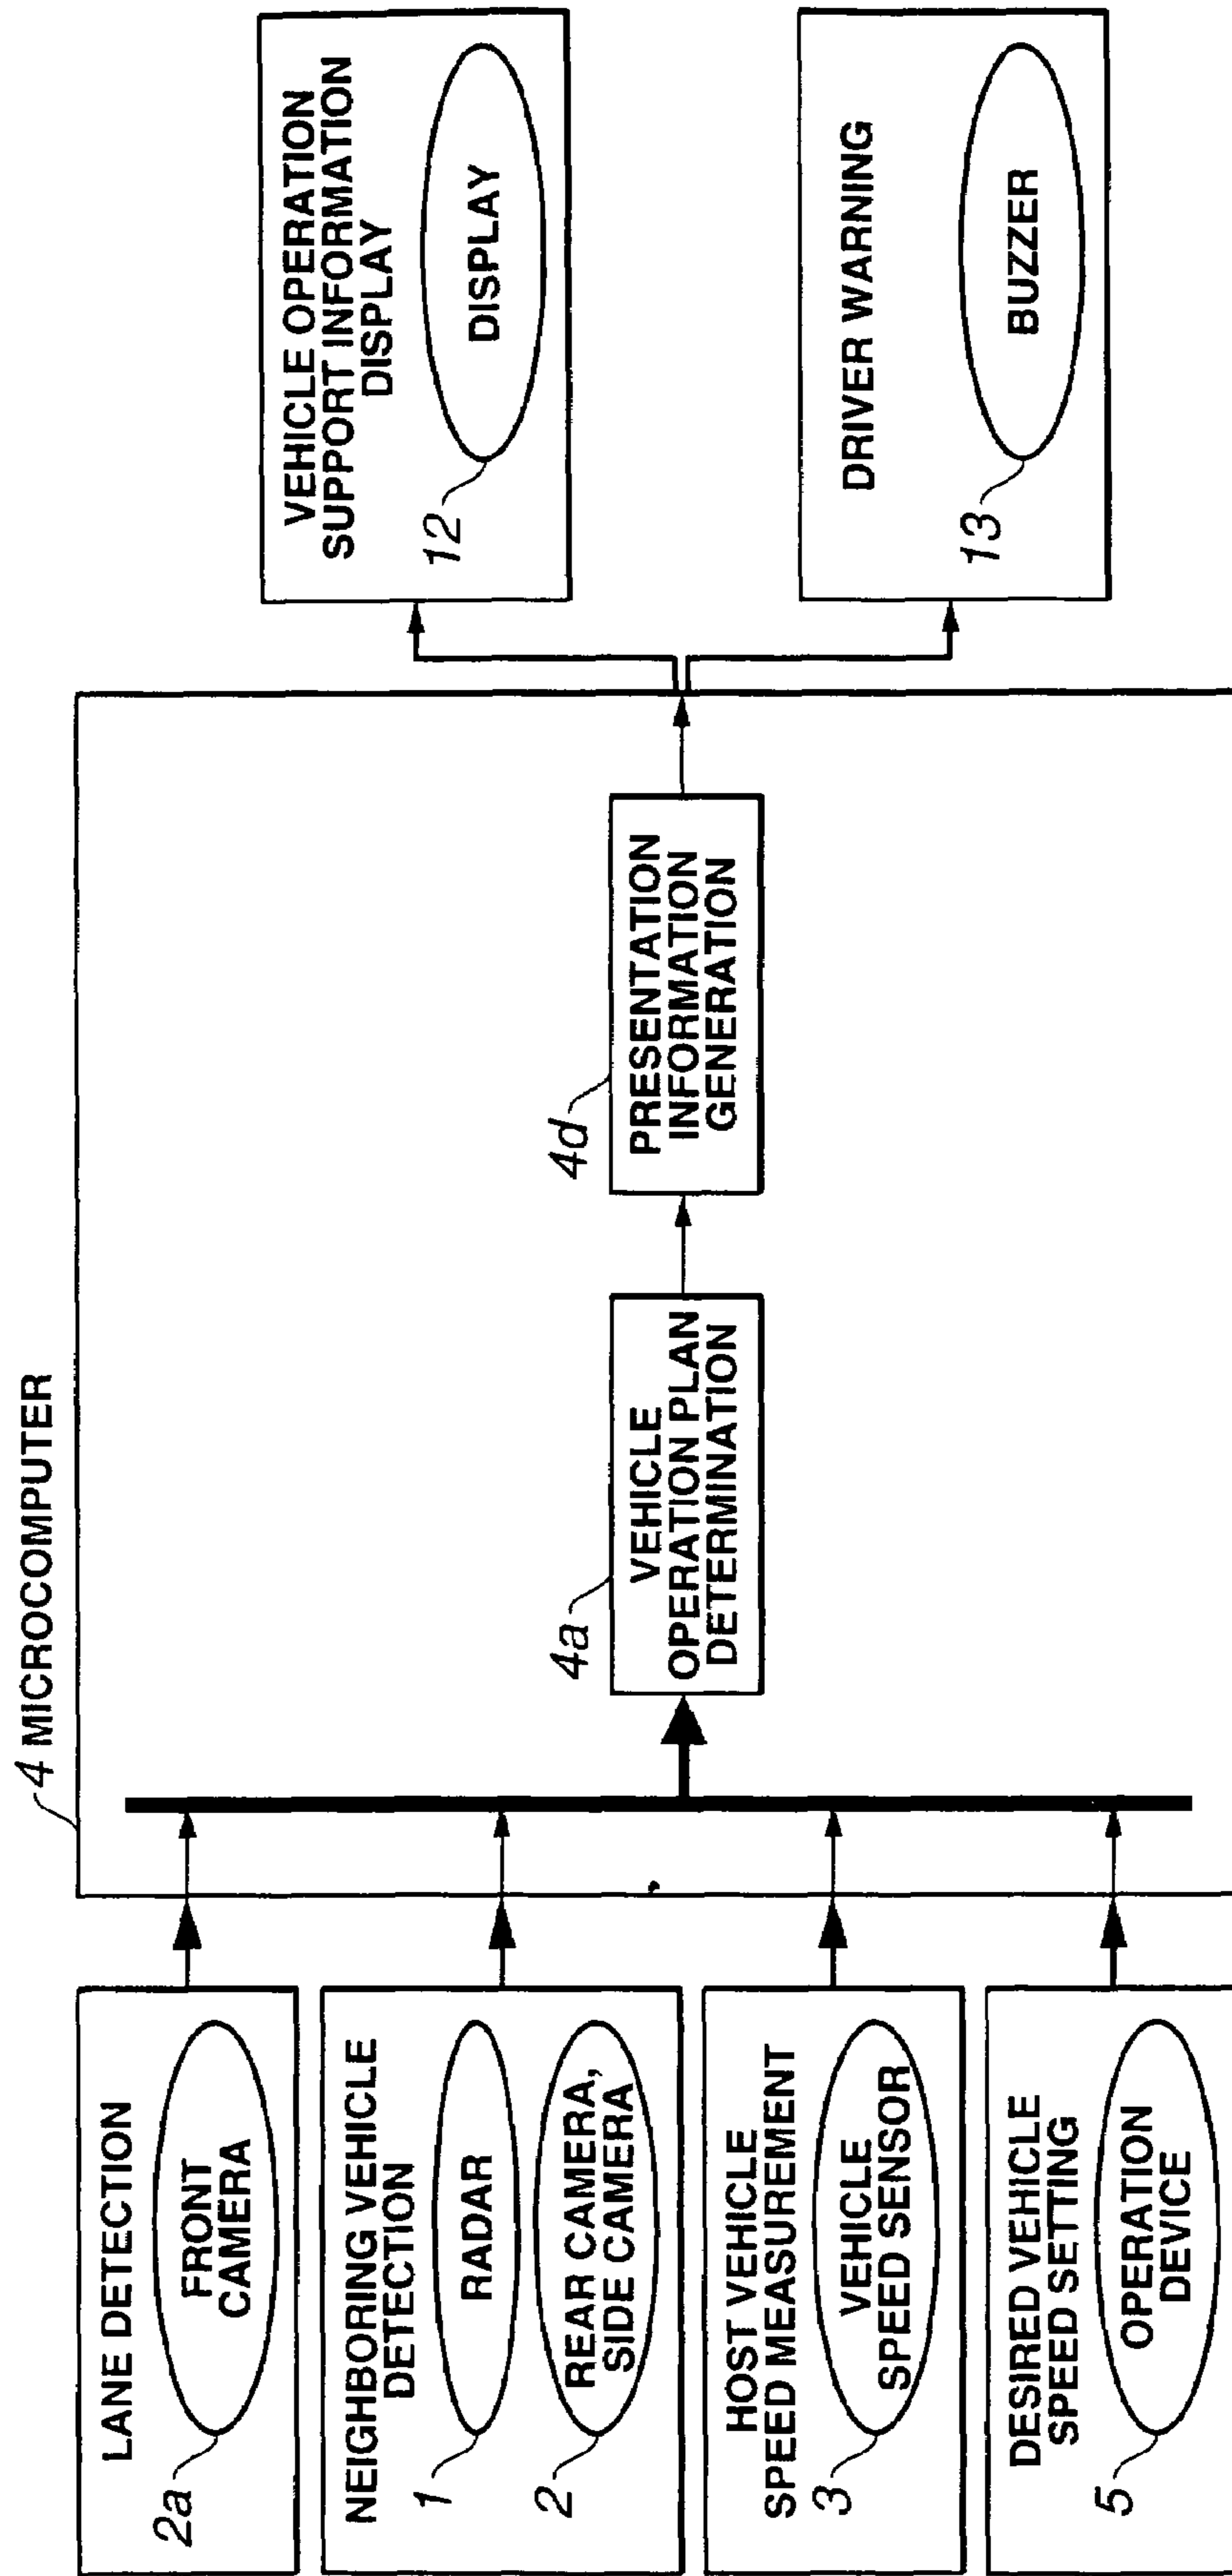 4 MICROCOMPUTER
LANE DETECTION
FRONT
CAMERA
2a
NEIGHBORING VEHICLE
DETECTION
RADAR
1
REAR CAMERA,
SIDE CAMERA
2
HOST VEHICLE
SPEED MEASUREMENT
VEHICLE
SPEED SENSOR
3
DESIRED VEHICLE
SPEED SETTING
OPERATION
DEVICE
5
4a
VEHICLE
OPERATION PLAN
DETERMINATION
4d
PRESENTATION
INFORMATION
GENERATION
VEHICLE OPERATION
SUPPORT INFORMATION
DISPLAY
DISPLAY
12
DRIVER WARNING
BUZZER
13